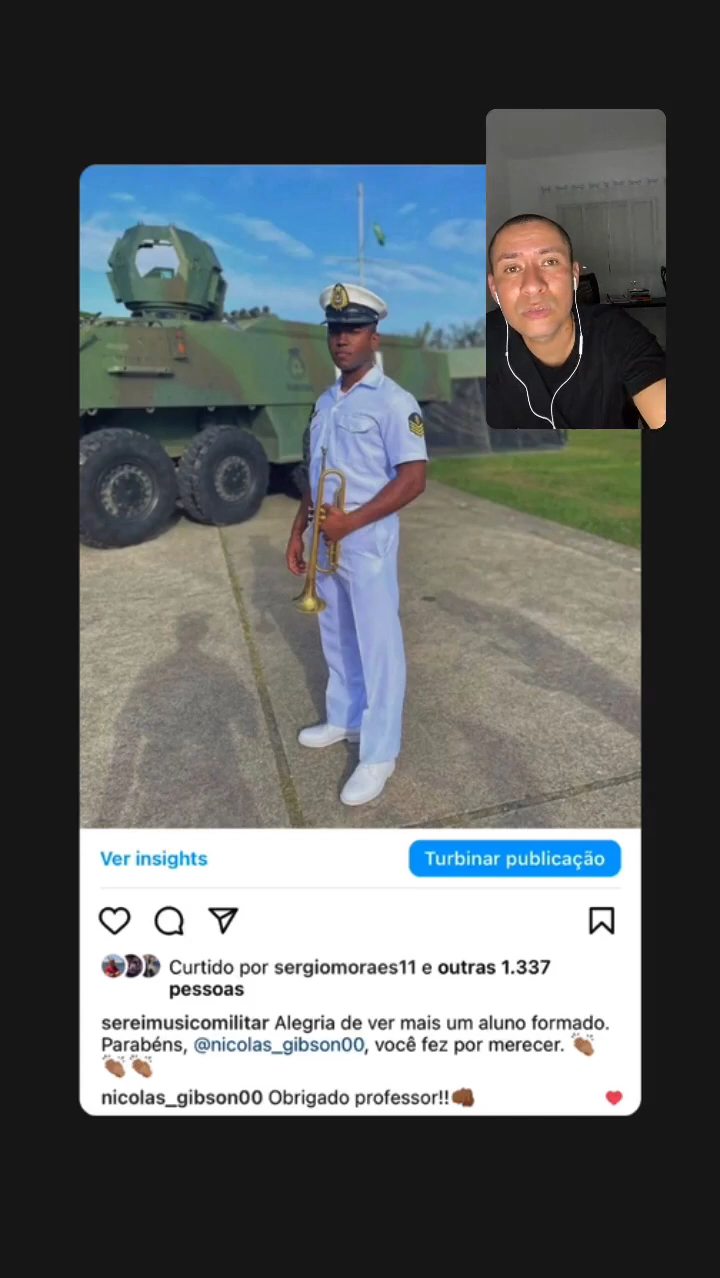 Ver insights
Turbinar publicação
Curtido por sergiomoraes11 e outras 1.337
pessoas
sereimusicomilitar Alegria de ver mais um aluno formado.
Parabéns, @nicolas_gibson00, você fez por merecer. 👏🏽
👏🏽👏🏽
nicolas_gibson00 Obrigado professor!!👊🏾